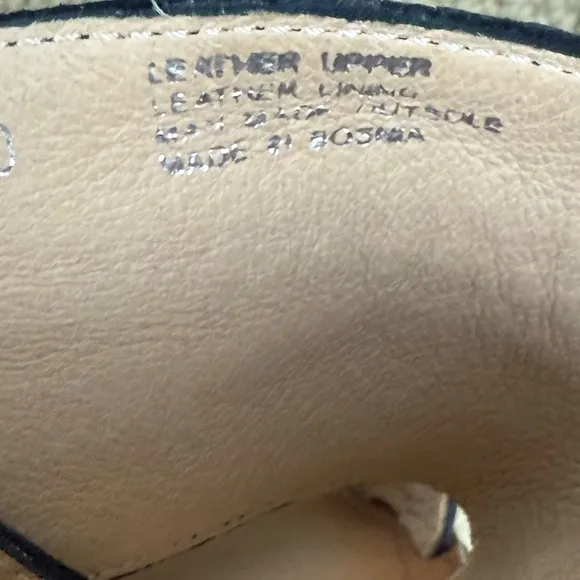 LEATHER UPPER
LEATHER LINING
MAN MADE OUTSOLE
MADE IN BOSNIA